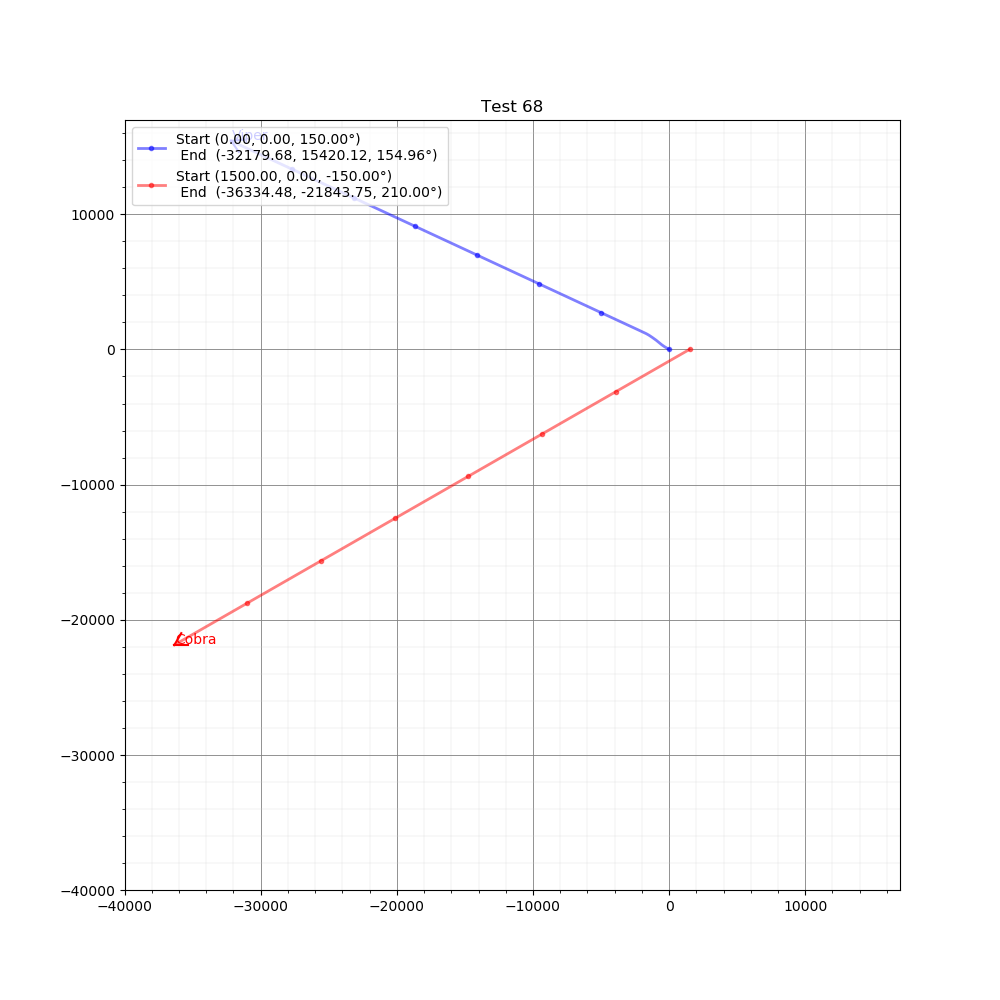 Test 68
Viper
Start (0.00, 0.00, 150.00°)
End (-32179.68, 15420.12, 154.96°)
Start (1500.00, 0.00, -150.00°)
End (-36334.48, -21843.75, 210.00°)
10000
0
−10000
−20000
Cobra
−30000
−40000
−40000 −30000 −20000 −10000 0 10000